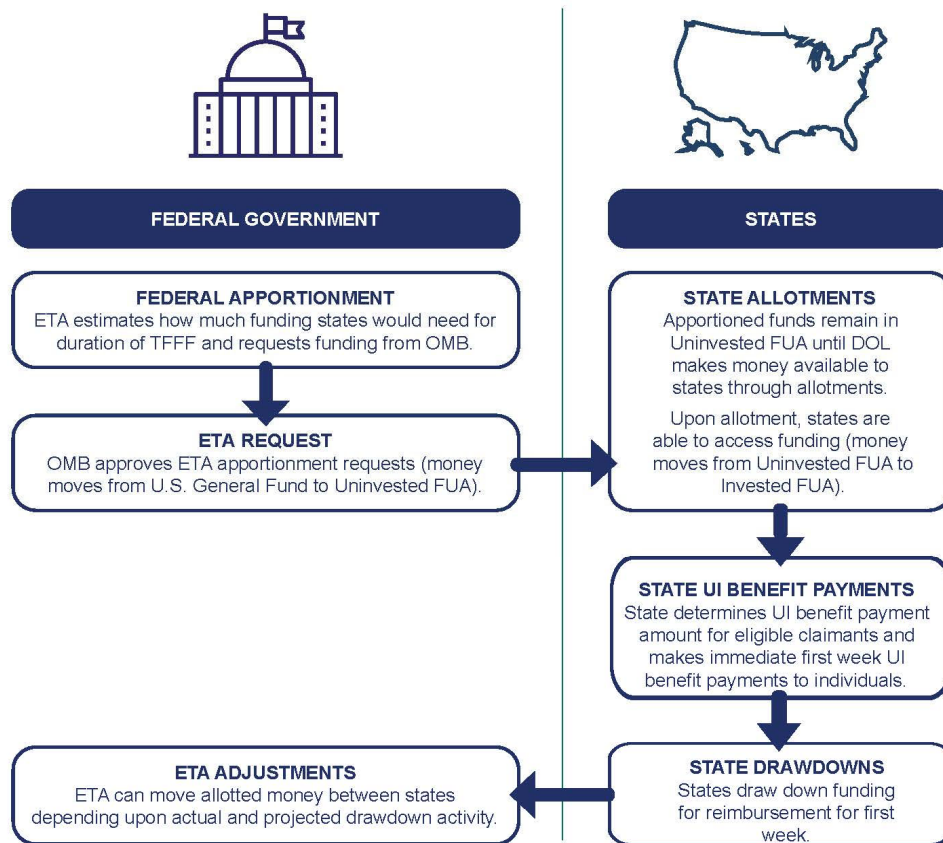 FEDERAL GOVERNMENT
FEDERAL APPORTIONMENT
ETA estimates how much funding states would need for
duration of TFFF and requests funding from OMB.
ETA REQUEST
OMB approves ETA apportionment requests (money
moves from U.S. General Fund to Uninvested FUA).
STATES
STATE ALLOTMENTS
Apportioned funds remain in
Uninvested FUA until DOL
makes money available to
states through allotments.
Upon allotment, states are
able to access funding (money
moves from Uninvested FUA to
Invested FUA).
STATE UI BENEFIT PAYMENTS
State determines UI benefit payment
amount for eligible claimants and
makes immediate first week UI
benefit payments to individuals.
STATE DRAWDOWNS
States draw down funding
for reimbursement for first
week.
ETA ADJUSTMENTS
ETA can move allotted money between states
depending upon actual and projected drawdown activity.